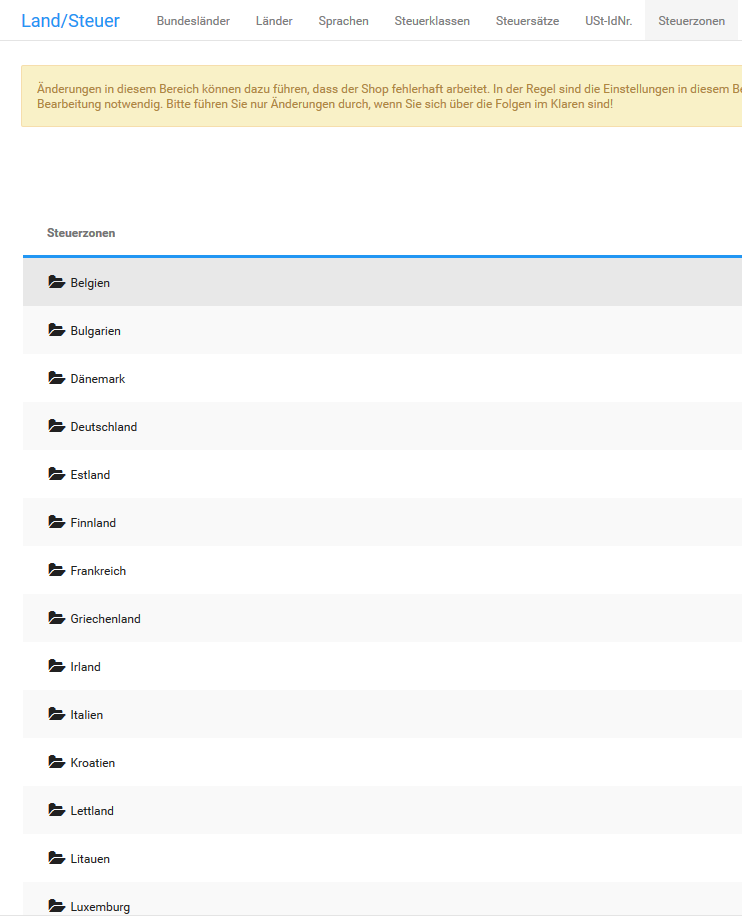 Land/Steuer Bundesländer Länder Sprachen Steuerklassen Steuersätze USt-IdNr. Steuerzonen
Änderungen in diesem Bereich können dazu führen, dass der Shop fehlerhaft arbeitet. In der Regel sind die Einstellungen in diesem Be
Bearbeitung notwendig. Bitte führen Sie nur Änderungen durch, wenn Sie sich über die Folgen im Klaren sind!
Steuerzonen
Belgien
Bulgarien
Dänemark
Deutschland
Estland
Finnland
Frankreich
Griechenland
Irland
Italien
Kroatien
Lettland
Litauen
Luxemburg